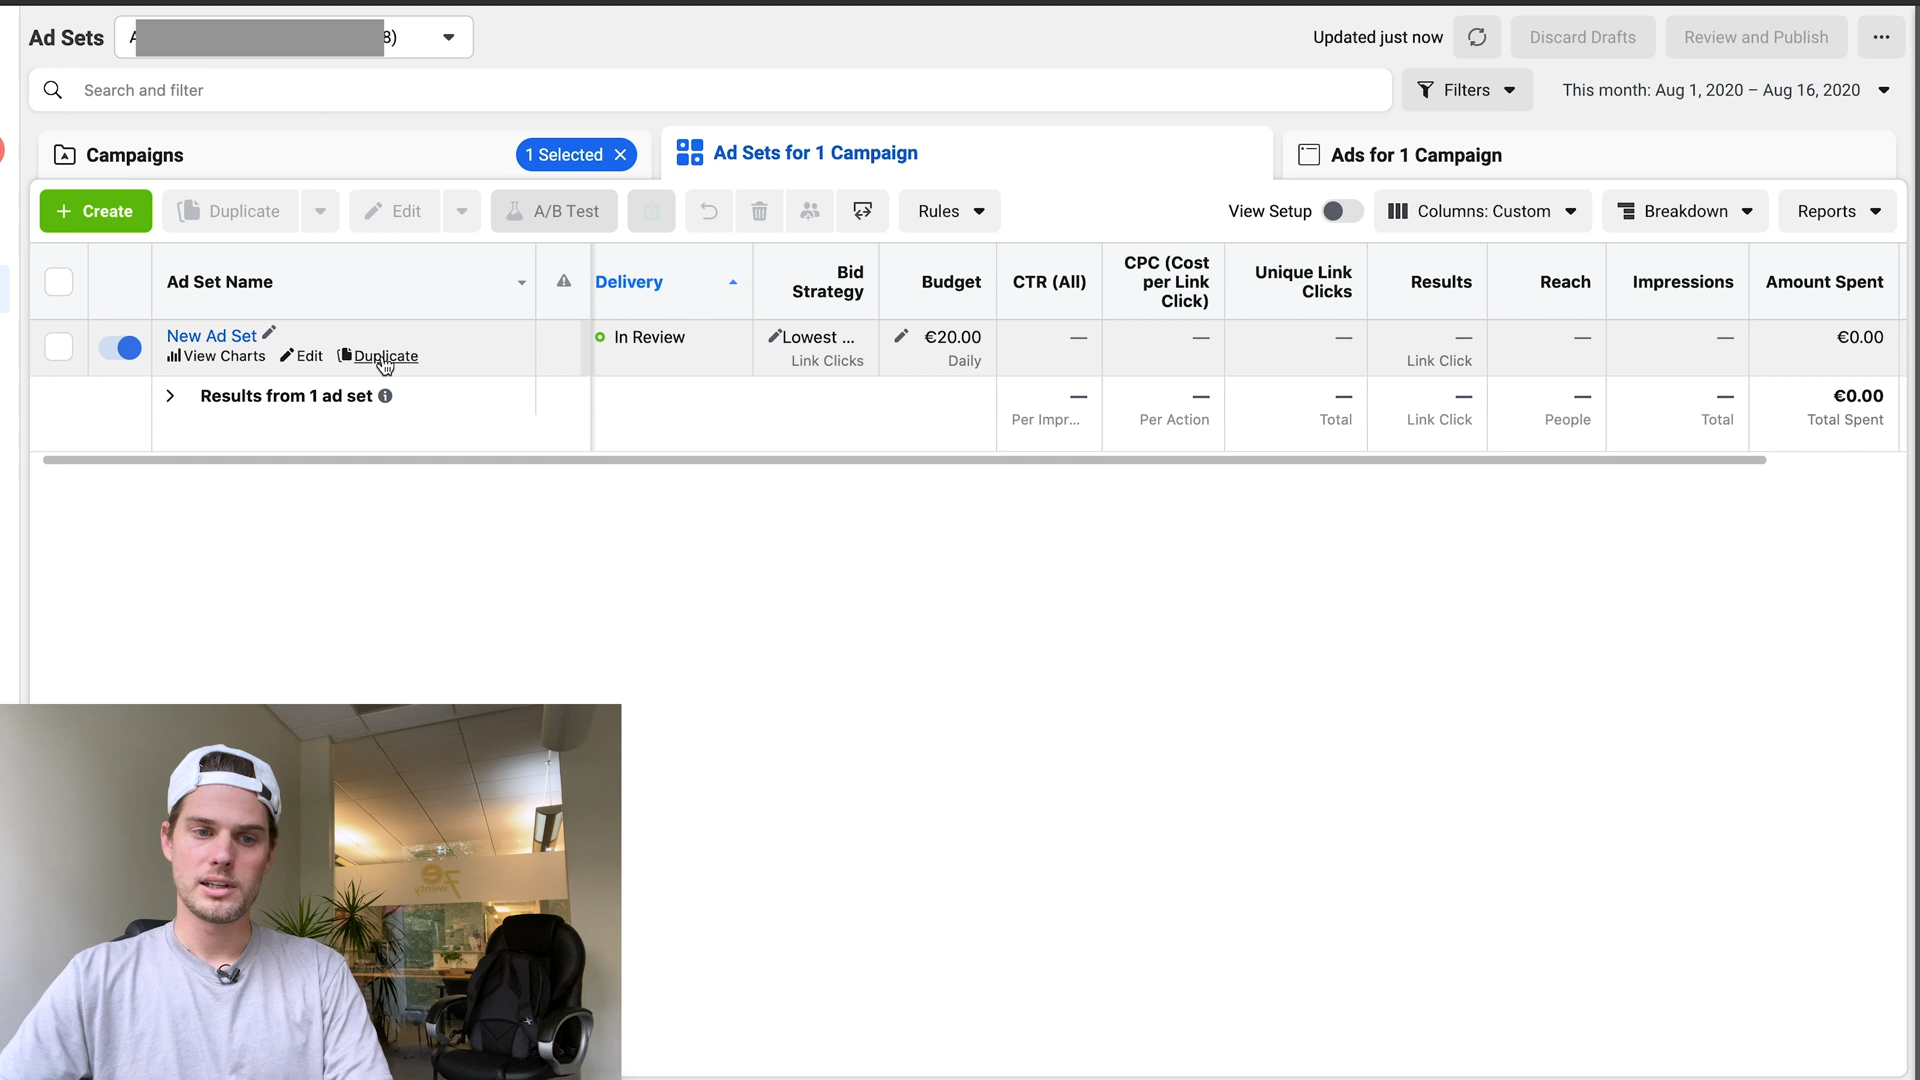 Ad Sets
8)
Updated just now
Discard Drafts
Review and Publish
Search and filter
Filters
This month: Aug 1, 2020 – Aug 16, 2020
Campaigns
1 Selected
Ad Sets for 1 Campaign
Ads for 1 Campaign
+ Create
Duplicate
Edit
A/B Test
Rules
View Setup
Columns: Custom
Breakdown
Reports
Ad Set Name
Delivery
Bid Strategy
Budget
CTR (All)
CPC (Cost per Link Click)
Unique Link Clicks
Results
Reach
Impressions
Amount Spent
New Ad Set
View Charts
Edit
Duplicate
In Review
Lowest ...
Link Clicks
€20.00
Daily
—
—
—
—
Link Click
—
—
€0.00
Results from 1 ad set
—
Per Impr...
—
Per Action
—
Total
—
Link Click
—
People
—
Total
€0.00
Total Spent
7wenty